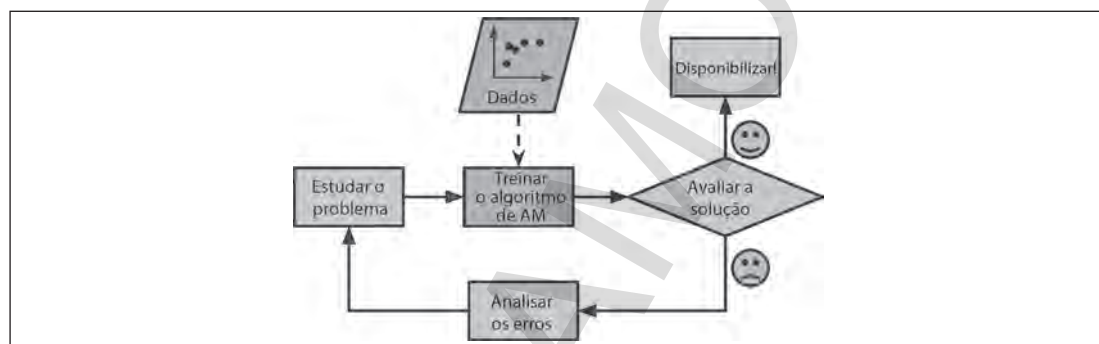 Dados
Disponibilizar!
Estudar o
problema
Treinar
o algoritmo
de AM
Avaliar a
solução
Analisar
os erros